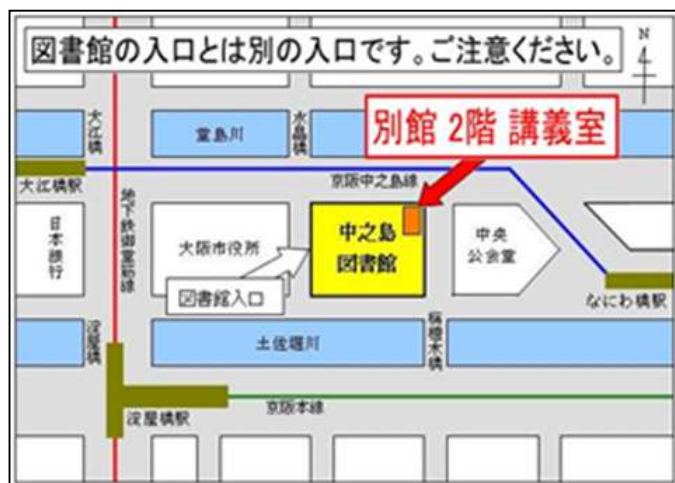 図書館の入口とは別の入口です。ご注意ください。
N
大江橋
水晶橋
堂島川
別館 2階 講義室
大江橋駅
京阪中之島線
地下鉄御堂筋線
日本銀行
大阪市役所
中之島
図書館
中央
公会堂
図書館入口
なにわ橋駅
淀屋橋
土佐堀川
栴檀木橋
淀屋橋駅
京阪本線